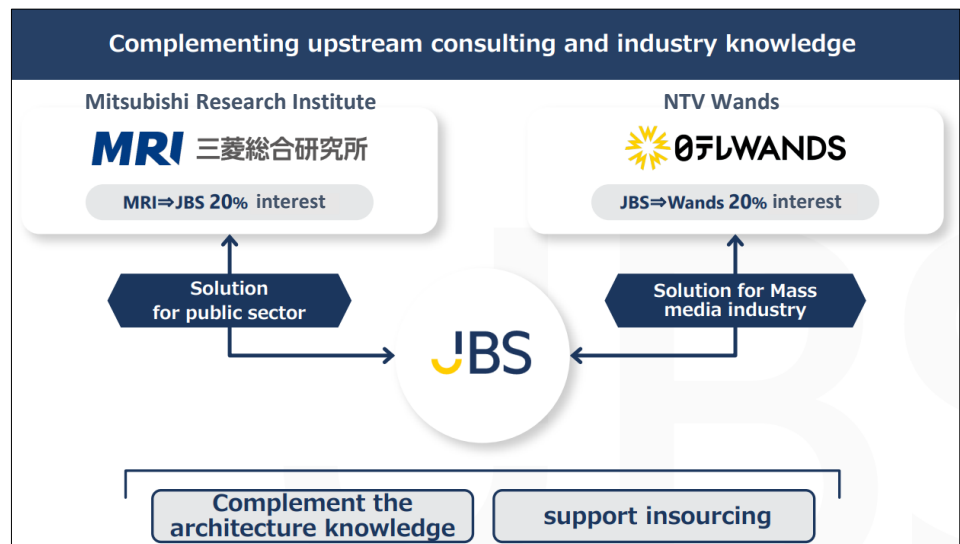 Complementing upstream consulting and industry knowledge
Mitsubishi Research Institute
MRI 三菱総合研究所
MRI⇒JBS 20% interest
NTV Wands
日テレWANDS
JBS⇒Wands 20% interest
Solution
for public sector
Solution for Mass
media industry
JBS
Complement the
architecture knowledge
support insourcing